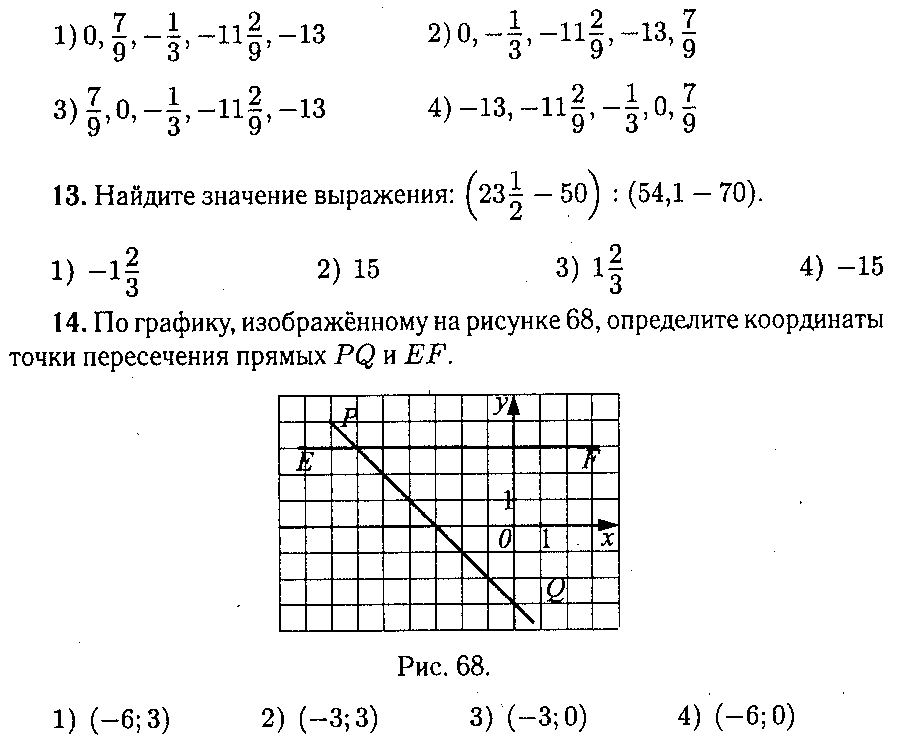 1) 0, 7/9, −1/3, −11 2/9, −13 2) 0, −1/3, −11 2/9, −13, 7/9
3) 7/9, 0, −1/3, −11 2/9, −13 4) −13, −11 2/9, −1/3, 0, 7/9
13. Найдите значение выражения: (23 1/2 − 50) : (54,1 − 70).
1) −1 2/3 2) 15 3) 1 2/3 4) −15
14. По графику, изображённому на рисунке 68, определите координаты
точки пересечения прямых PQ и EF.
P y
E F
1
0 1 x
Q
Рис. 68.
1) (−6; 3) 2) (−3; 3) 3) (−3; 0) 4) (−6; 0)